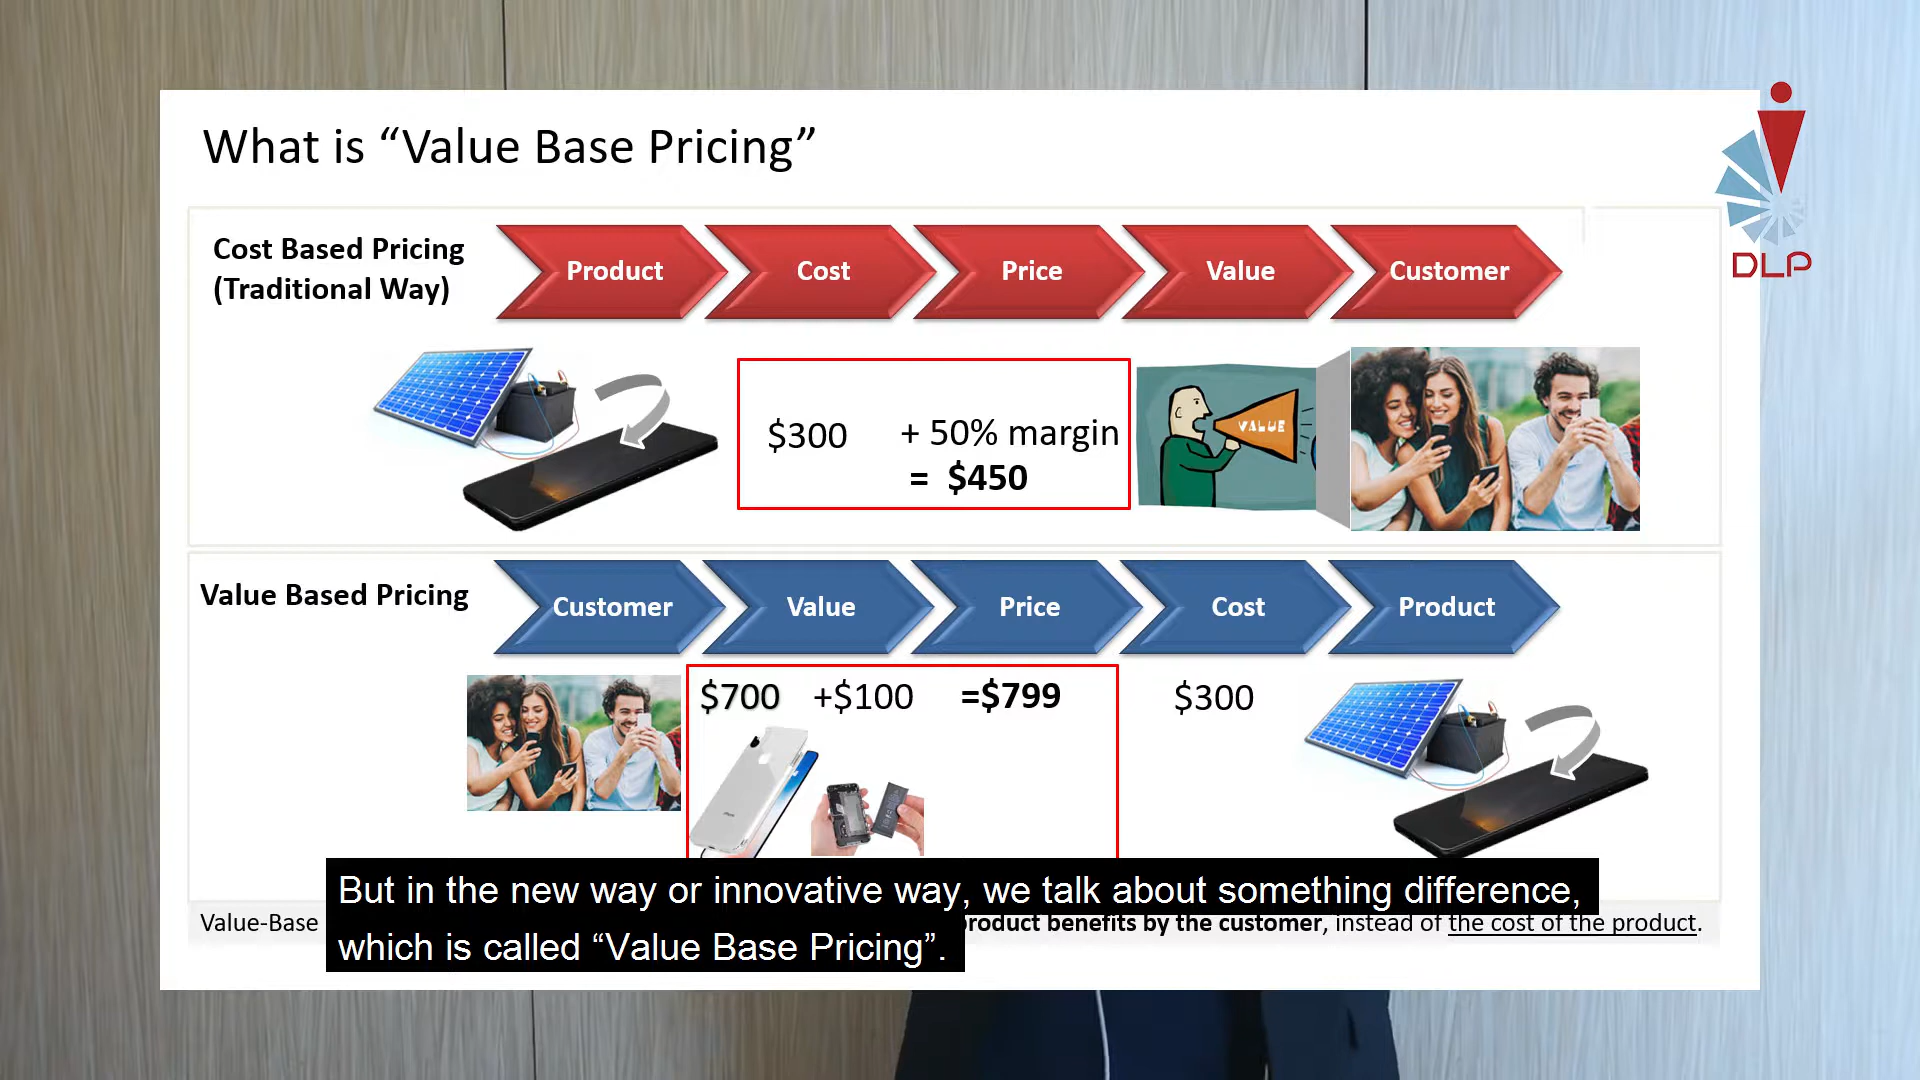 What is “Value Base Pricing”
DLP
Cost Based Pricing
(Traditional Way)
Product
Cost
Price
Value
Customer
$300
+ 50% margin
= $450
VALUE
Value Based Pricing
Customer
Value
Price
Cost
Product
$700
+$100
=$799
$300
Value-Base
product benefits by the customer, instead of the cost of the product.
But in the new way or innovative way, we talk about something difference,
which is called “Value Base Pricing”.